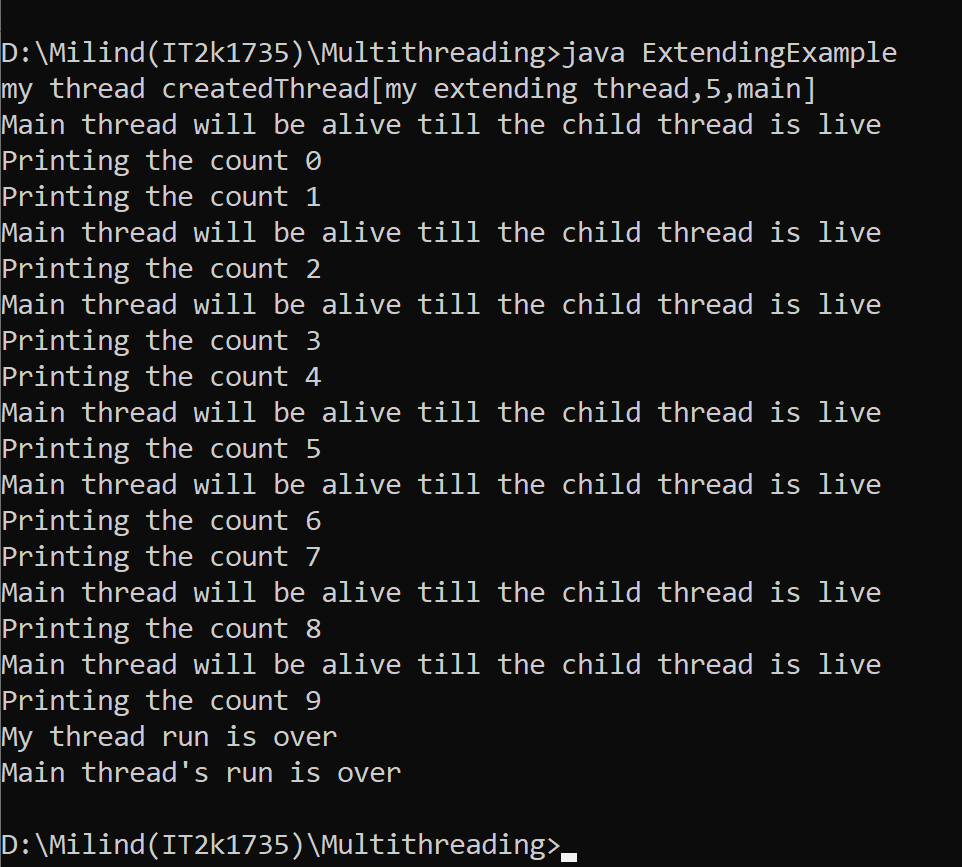 D:\Milind(IT2k1735)\Multithreading>java ExtendingExample
my thread createdThread[my extending thread,5,main]
Main thread will be alive till the child thread is live
Printing the count 0
Printing the count 1
Main thread will be alive till the child thread is live
Printing the count 2
Main thread will be alive till the child thread is live
Printing the count 3
Printing the count 4
Main thread will be alive till the child thread is live
Printing the count 5
Main thread will be alive till the child thread is live
Printing the count 6
Printing the count 7
Main thread will be alive till the child thread is live
Printing the count 8
Main thread will be alive till the child thread is live
Printing the count 9
My thread run is over
Main thread's run is over
D:\Milind(IT2k1735)\Multithreading>